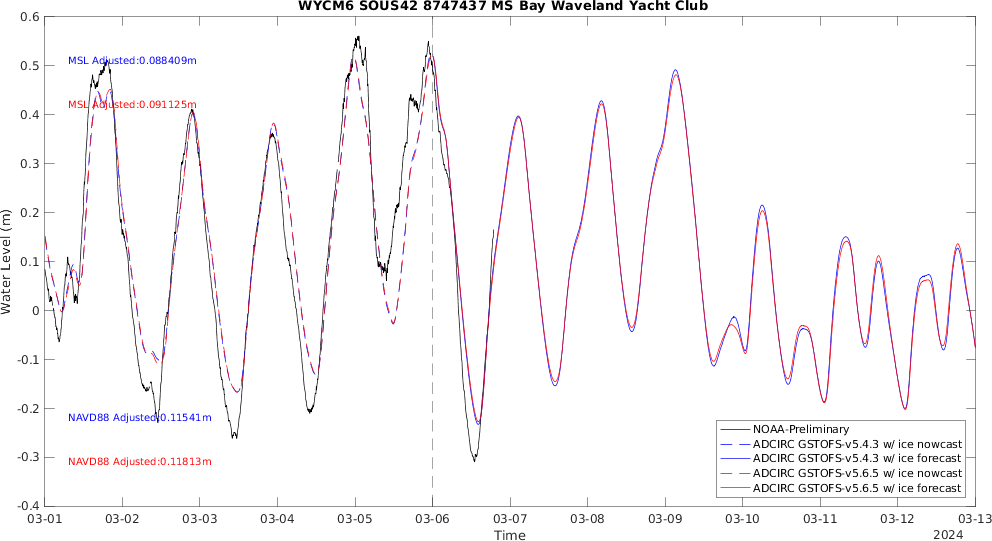 WYCM6 SOUS42 8747437 MS Bay Waveland Yacht Club
0.6
0.5
0.4
0.3
0.2
0.1
0
-0.1
-0.2
-0.3
-0.4
Water Level (m)
MSL Adjusted:0.088409m
MSL Adjusted:0.091125m
NAVD88 Adjusted:0.11541m
NAVD88 Adjusted:0.11813m
NOAA-Preliminary
ADCIRC GSTOFS-v5.4.3 w/ ice nowcast
ADCIRC GSTOFS-v5.4.3 w/ ice forecast
ADCIRC GSTOFS-v5.6.5 w/ ice nowcast
ADCIRC GSTOFS-v5.6.5 w/ ice forecast
03-01 03-02 03-03 03-04 03-05 03-06 03-07 03-08 03-09 03-10 03-11 03-12 03-13
Time
2024